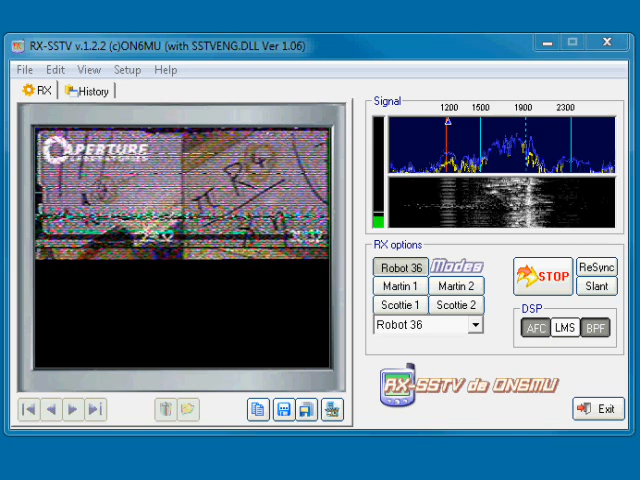 RX-SSTV v.1.2.2 (c)ON6MU (with SSTVENG.DLL Ver 1.06)
File Edit View Setup Help
RX History
APERTURE
LABORATORIES
Signal
1200 1500 1900 2300
RX options
Robot 36 Modes
Martin 1 Martin 2
Scottie 1 Scottie 2
Robot 36
STOP
ReSync
Slant
DSP
AFC LMS BPF
RX-SSTV da ON6MU
Exit